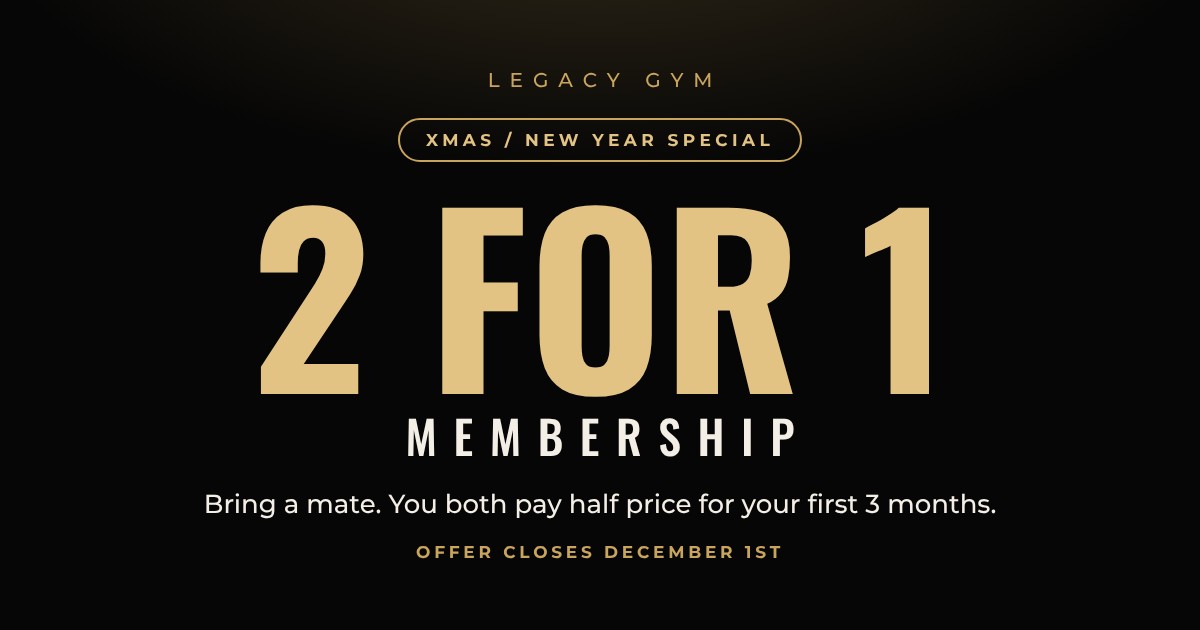 LEGACY GYM
XMAS / NEW YEAR SPECIAL
2 FOR 1
MEMBERSHIP
Bring a mate. You both pay half price for your first 3 months.
OFFER CLOSES DECEMBER 1ST